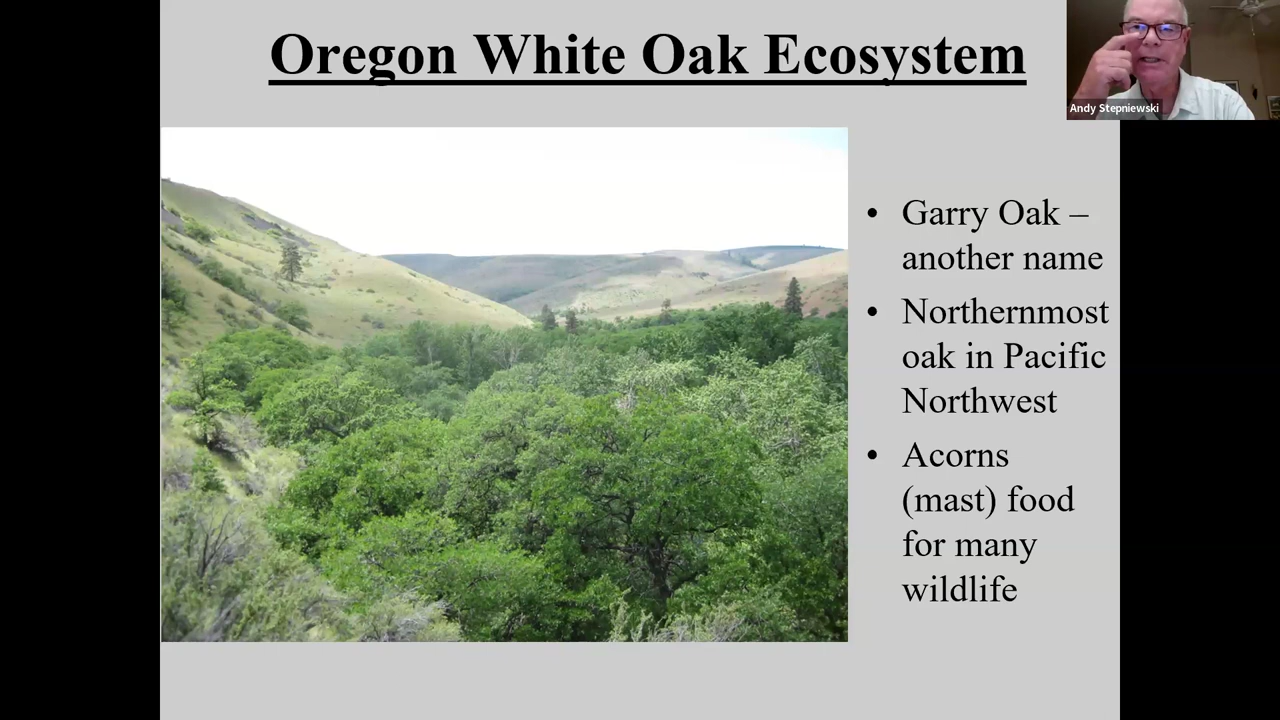 Oregon White Oak Ecosystem
Andy Stepniewski
• Garry Oak –
another name
• Northernmost
oak in Pacific
Northwest
• Acorns
(mast) food
for many
wildlife